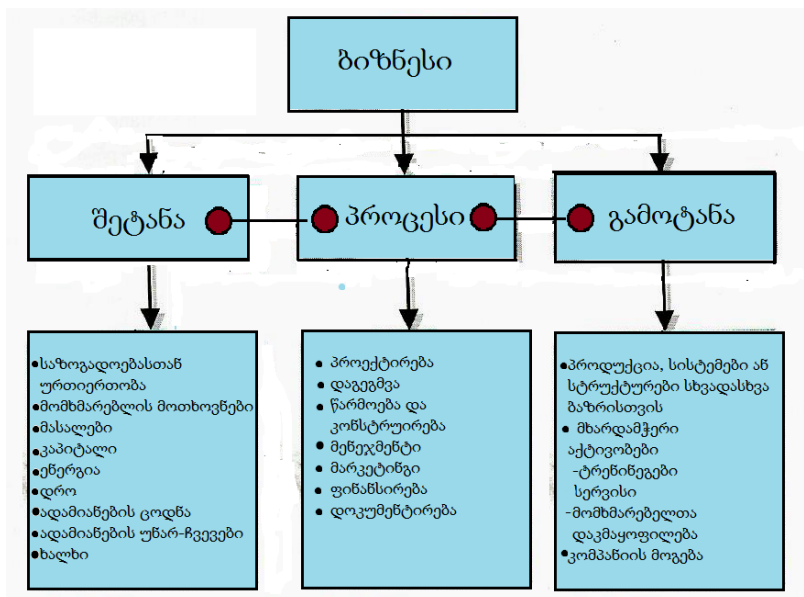 ბიზნესი
შეტანა
პროცესი
გამოტანა
●საზოგადოებასთან
ურთიერთობა
●მომხმარებლის მოთხოვნები
●მასალები
●კაპიტალი
●ენერგია
●დრო
●ადამიანების ცოდნა
●ადამიანების უნარ-ჩვევები
●ხალხი
● პროექტირება
● დაგეგმვა
● წარმოება და
კონსტრუირება
● მენეჯმენტი
● მარკეტინგი
● ფინანსირება
● დოკუმენტირება
●პროდუქცია, სისტემები ან
სტრუქტურები სხვადასხვა
ბაზრისთვის
● მხარდამჭერი
აქტივობები
-ტრენინეგები
სერვისი
-მომხმარებელთა
დაკმაყოფილება
●კომპანიის მოგება